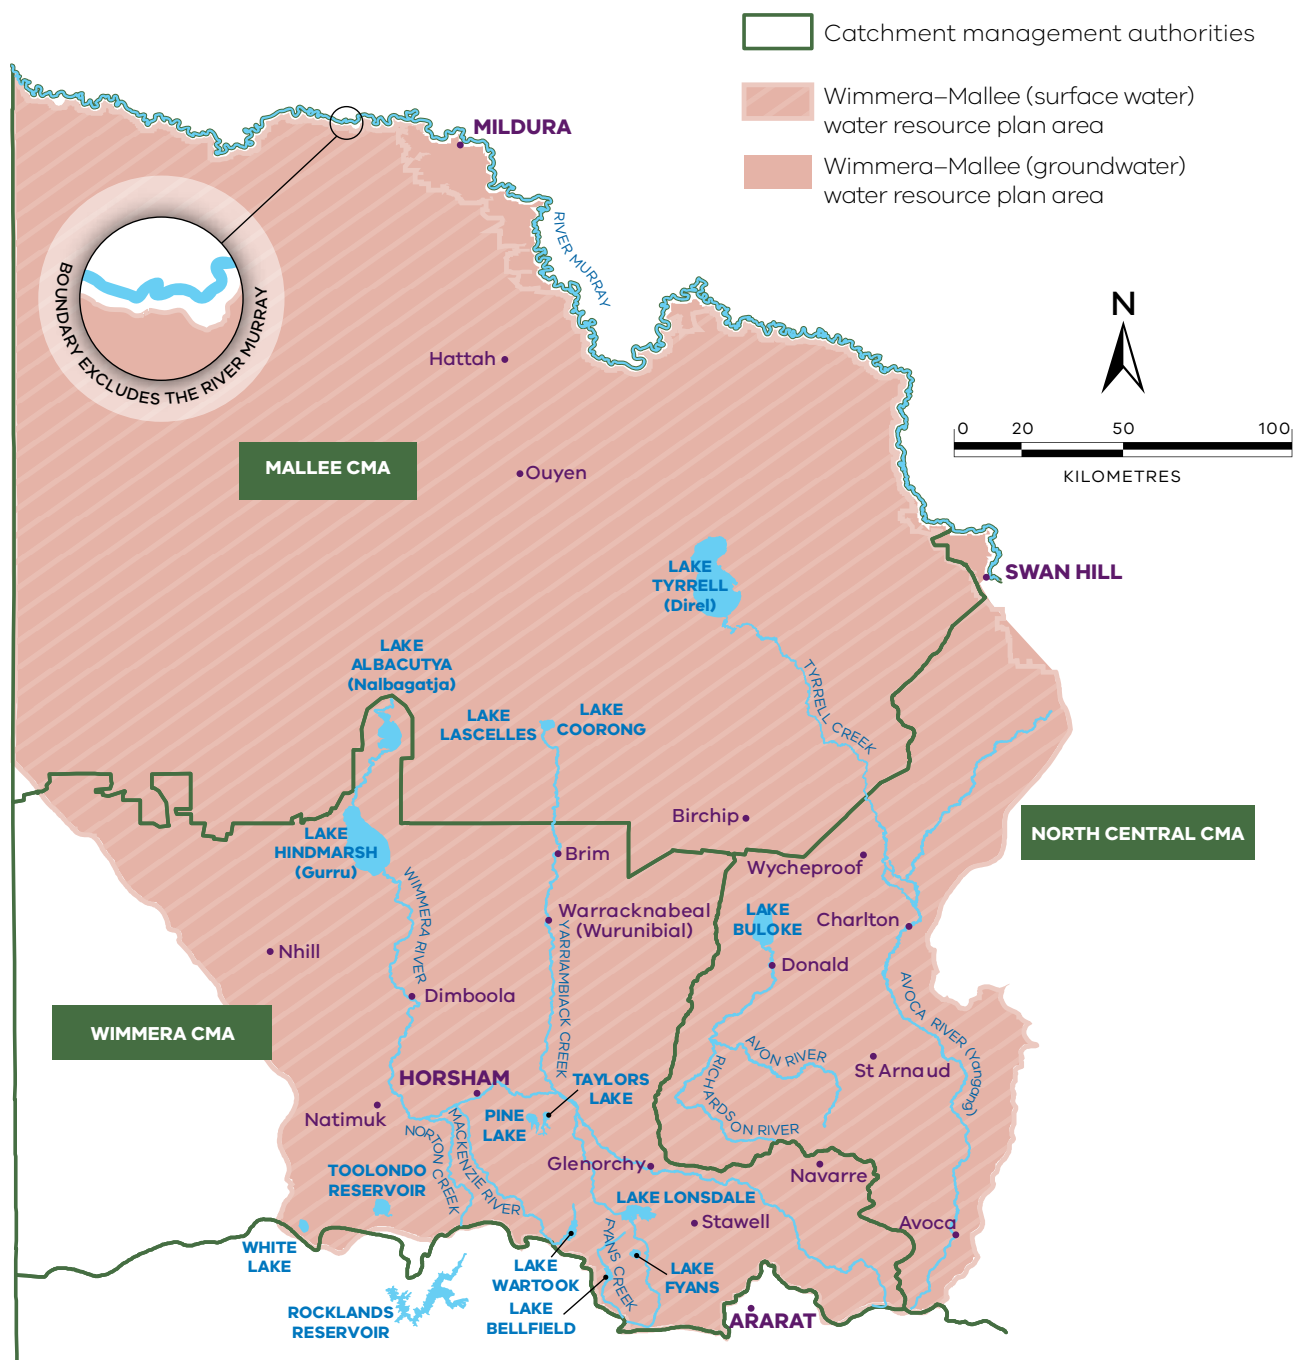 Catchment management authorities
Wimmera–Mallee (surface water)
water resource plan area
Wimmera–Mallee (groundwater)
water resource plan area
MILDURA
RIVER MURRAY
BOUNDARY EXCLUDES THE RIVER MURRAY
N
0 20 50 100
KILOMETRES
Hattah
MALLEE CMA
Ouyen
SWAN HILL
LAKE
TYRRELL
(Direl)
TYRRELL CREEK
LAKE
ALBACUTYA
(Nalbagatja)
LAKE
LASCELLES
LAKE
COORONG
Birchip
NORTH CENTRAL CMA
LAKE
HINDMARSH
(Gurru)
Brim
Wycheproof
WIMMERA RIVER
Warracknabeal
(Wurunibial)
YARRIAMBIACK CREEK
LAKE
BULOKE
Charlton
Nhill
Donald
Dimboola
AVOCA RIVER (Yangang)
WIMMERA CMA
AVON RIVER
St Arnaud
RICHARDSON RIVER
HORSHAM
TAYLORS
LAKE
Natimuk
PINE
LAKE
NORTON CREEK
MACKENZIE RIVER
Glenorchy
Navarre
TOOLONDO
RESERVOIR
LAKE LONSDALE
Stawell
Avoca
WHITE
LAKE
FYANS CREEK
LAKE
WARTOOK
LAKE
FYANS
ROCKLANDS
RESERVOIR
LAKE
BELLFIELD
ARARAT